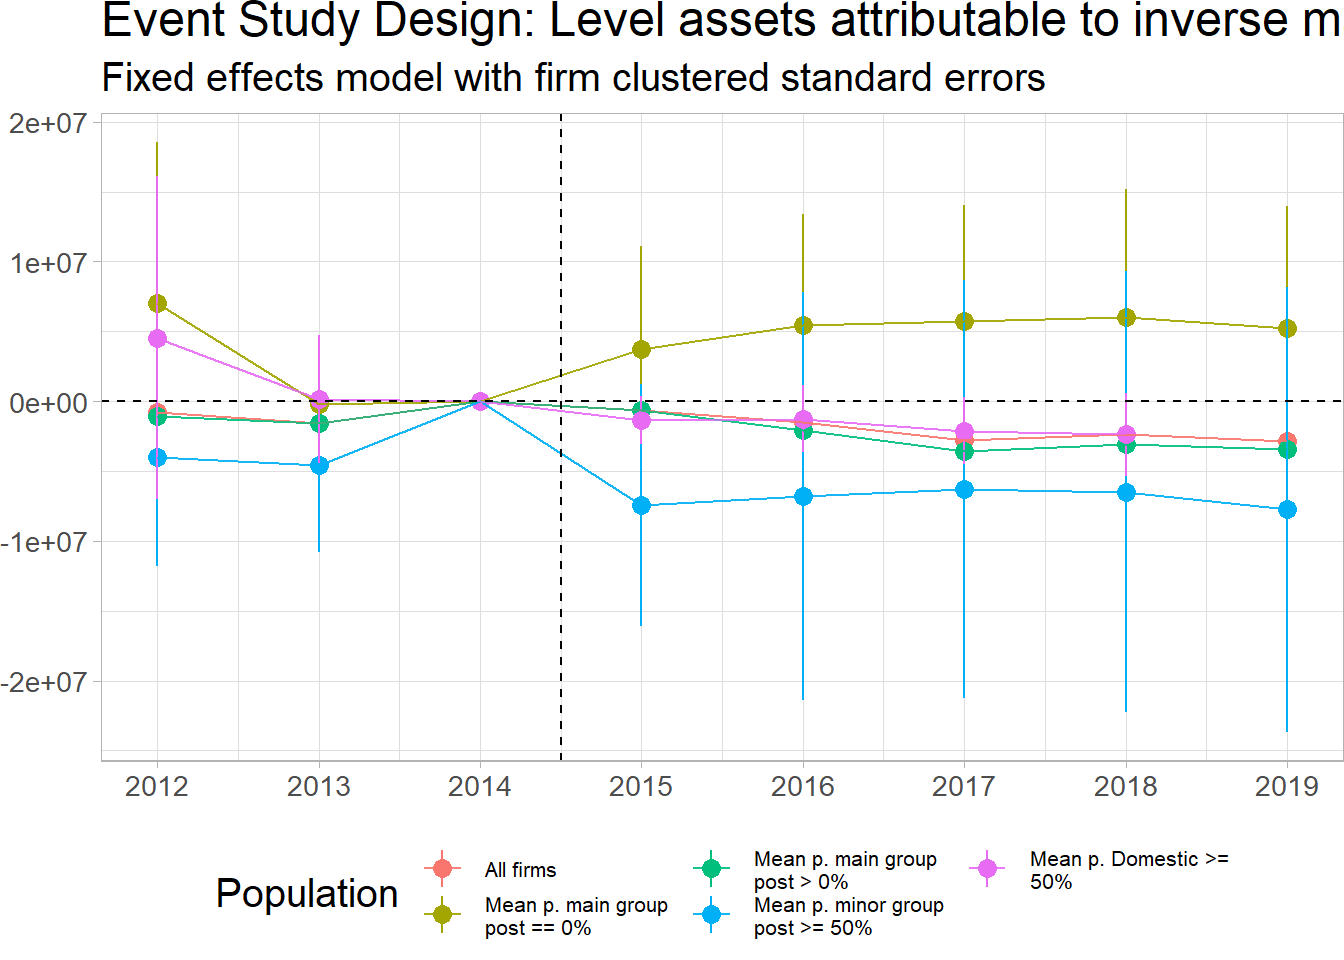 Event Study Design: Level assets attributable to inverse m
Fixed effects model with firm clustered standard errors
2e+07
1e+07
0e+00
-1e+07
-2e+07
2012 2013 2014 2015 2016 2017 2018 2019
Population
All firms
Mean p. main group
post == 0%
Mean p. main group
post > 0%
Mean p. minor group
post >= 50%
Mean p. Domestic >=
50%